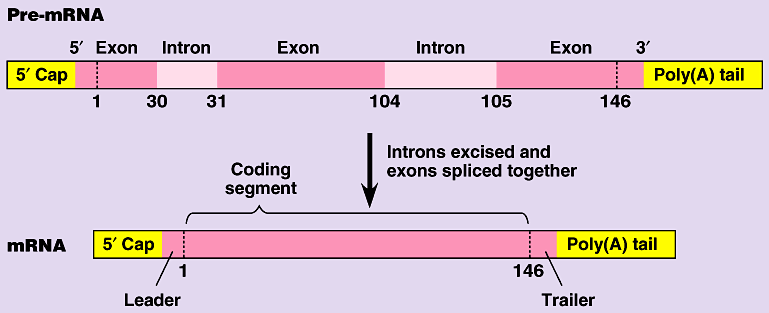 Pre-mRNA
5′ Exon Intron Exon Intron Exon 3′
5′ Cap Poly(A) tail
1 30 31 104 105 146
Introns excised and
exons spliced together
Coding
segment
mRNA 5′ Cap Poly(A) tail
1 146
Leader Trailer